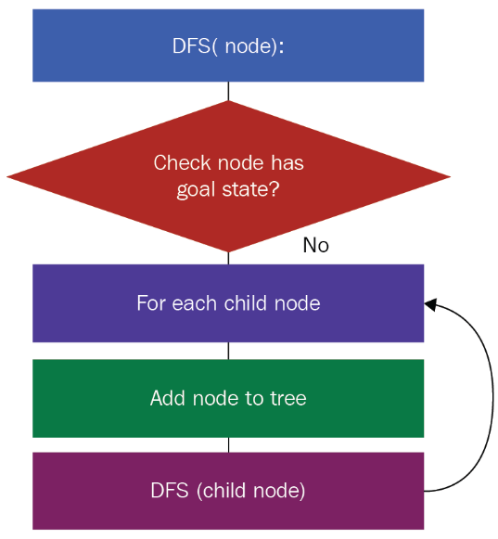 DFS( node):
Check node has
goal state?
No
For each child node
Add node to tree
DFS (child node)